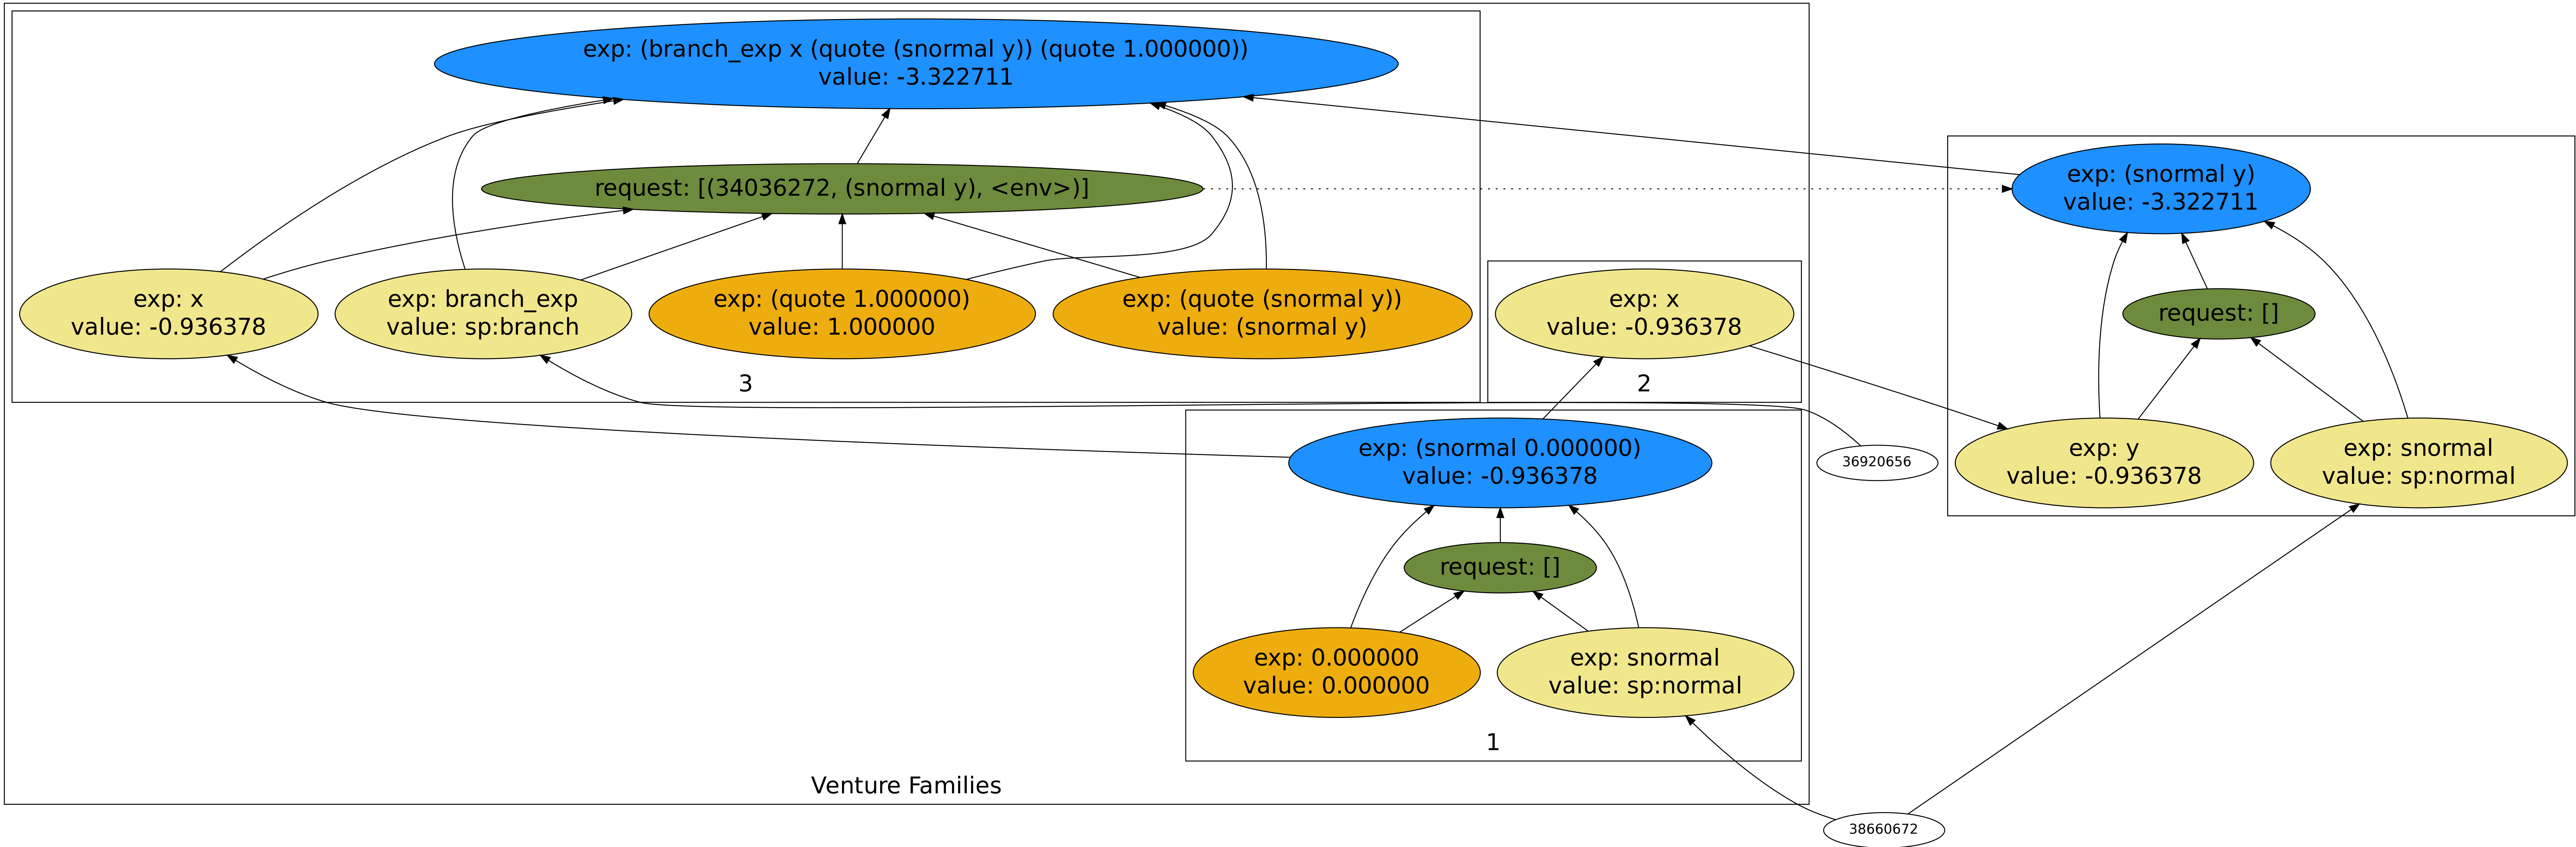 exp: (branch_exp x (quote (snormal y)) (quote 1.000000))
value: -3.322711
request: [(34036272, (snormal y), <env>)]
exp: (snormal y)
value: -3.322711
exp: x
value: -0.936378
exp: branch_exp
value: sp:branch
exp: (quote 1.000000)
value: 1.000000
exp: (quote (snormal y))
value: (snormal y)
exp: x
value: -0.936378
request: []
3
2
exp: (snormal 0.000000)
value: -0.936378
36920656
exp: y
value: -0.936378
exp: snormal
value: sp:normal
request: []
exp: 0.000000
value: 0.000000
exp: snormal
value: sp:normal
1
Venture Families
38660672